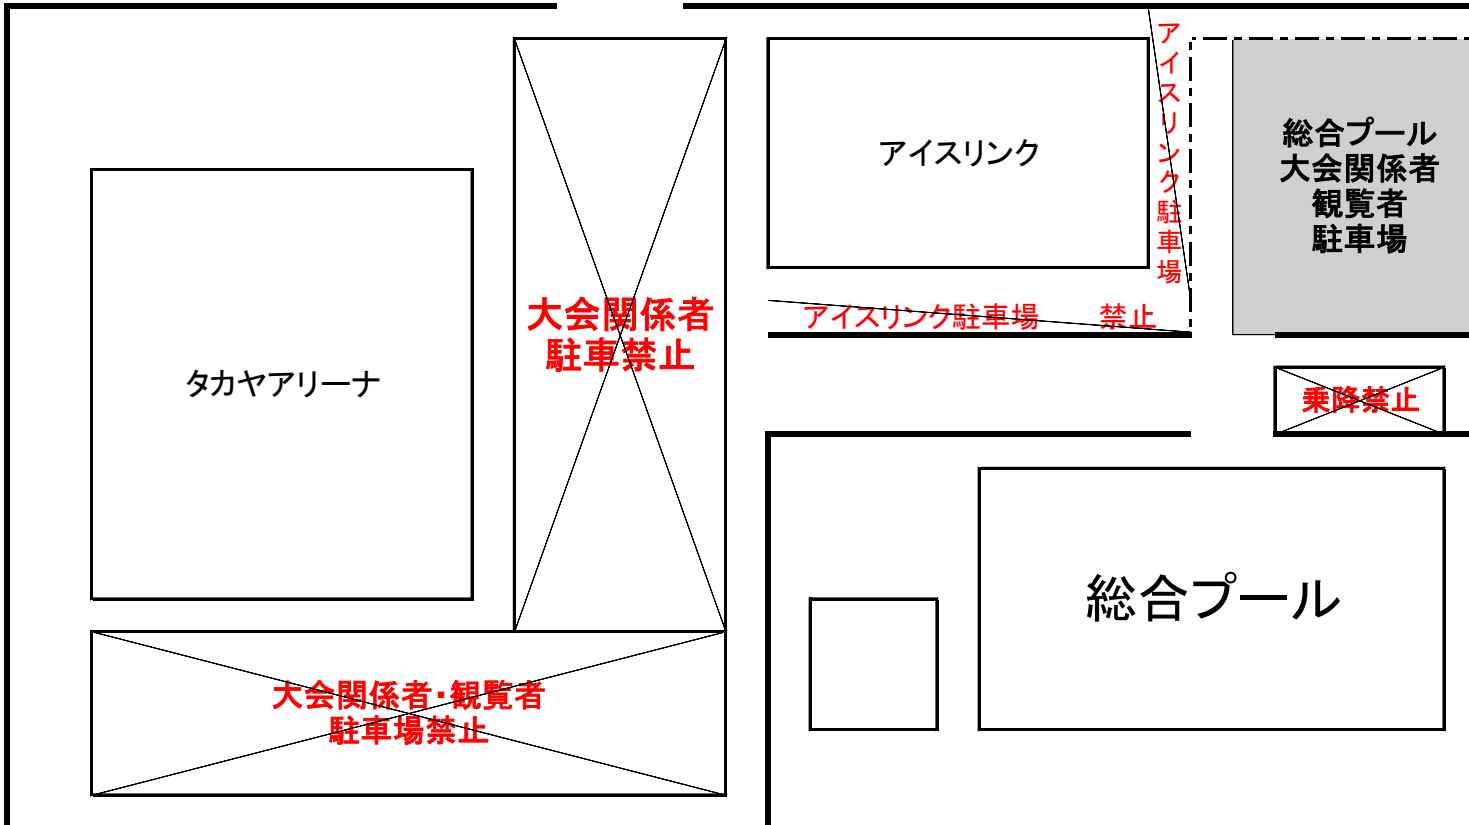 アイスリンク駐車場
アイスリンク
総合プール
大会関係者
観覧者
駐車場
大会関係者
駐車禁止
アイスリンク駐車場 禁止
タカヤアリーナ
乗降禁止
総合プール
大会関係者・観覧者
駐車場禁止